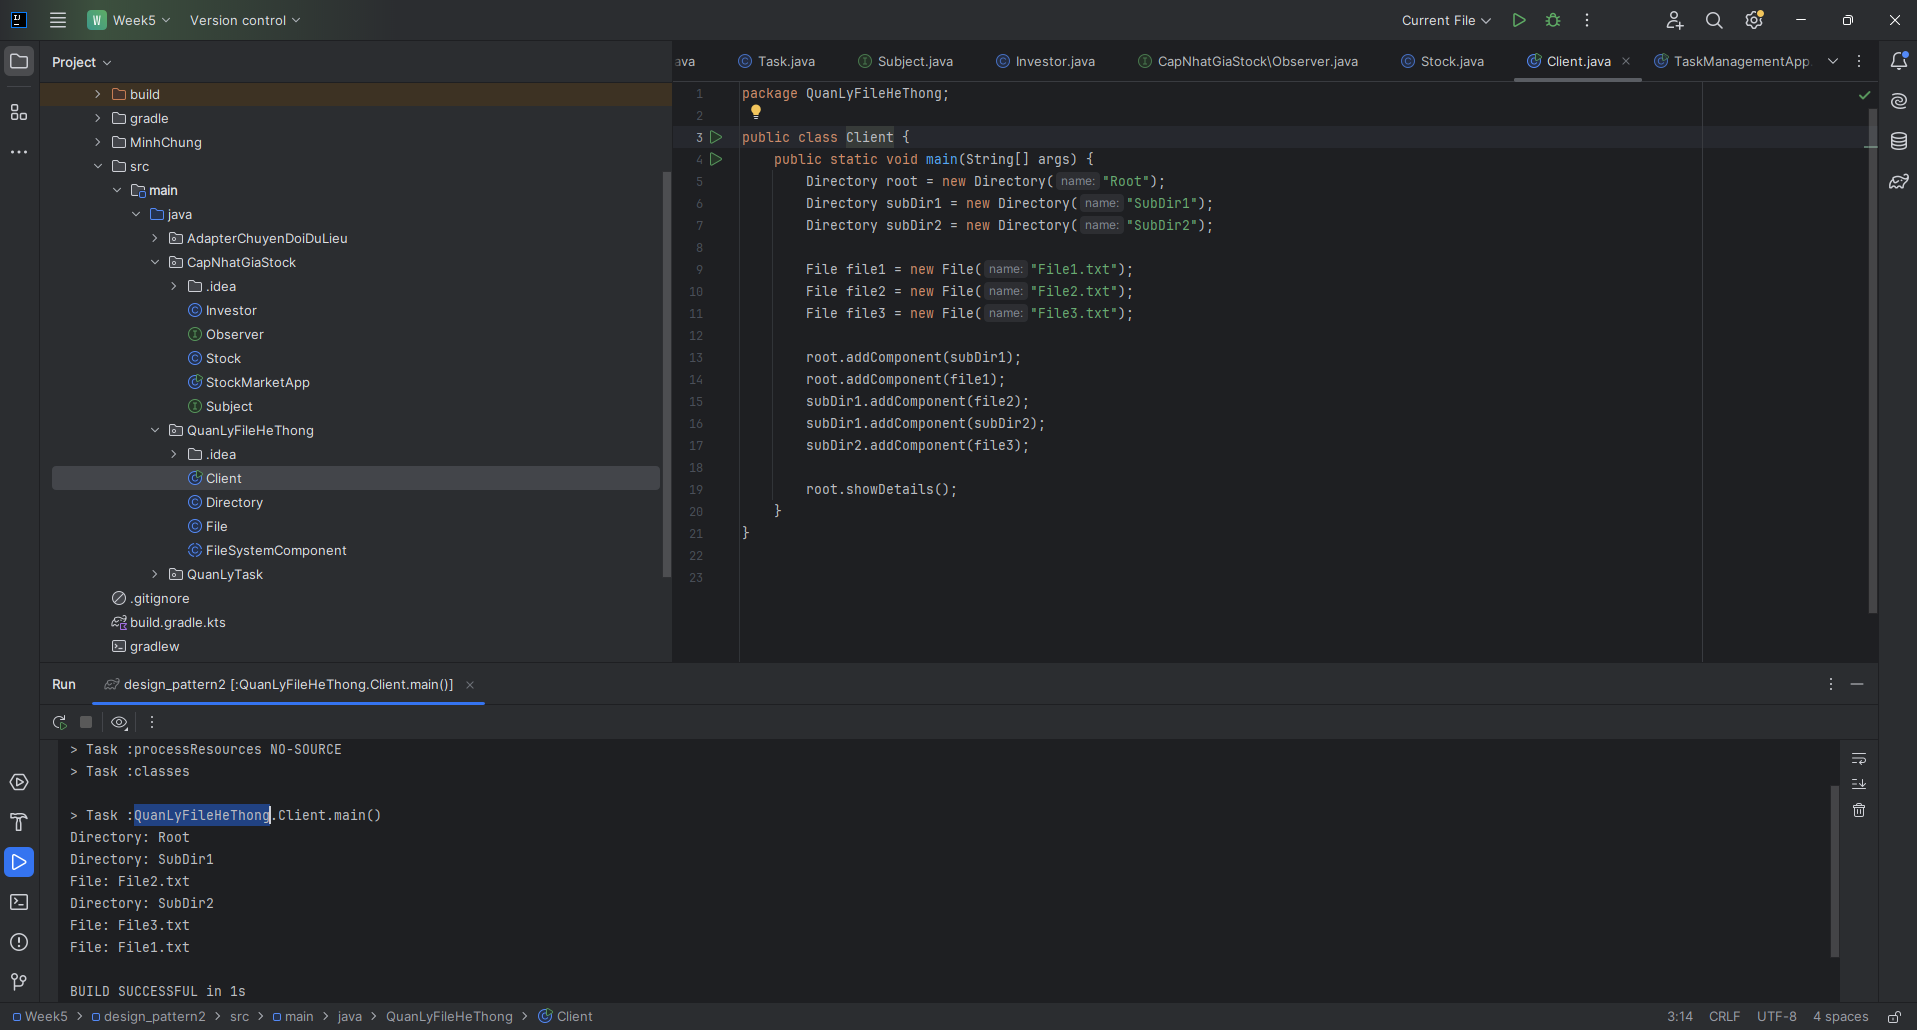 W Week5 Version control Current File
Project
build
gradle
MinhChung
src
main
java
AdapterChuyenDoiDuLieu
CapNhatGiaStock
.idea
Investor
Observer
Stock
StockMarketApp
Subject
QuanLyFileHeThong
.idea
Client
Directory
File
FileSystemComponent
QuanLyTask
.gitignore
build.gradle.kts
gradlew
ava Task.java Subject.java Investor.java CapNhatGiaStock\Observer.java Stock.java Client.java TaskManagementApp.
1 package QuanLyFileHeThong;
2
3 public class Client {
4 public static void main(String[] args) {
5 Directory root = new Directory( name: "Root");
6 Directory subDir1 = new Directory( name: "SubDir1");
7 Directory subDir2 = new Directory( name: "SubDir2");
8
9 File file1 = new File( name: "File1.txt");
10 File file2 = new File( name: "File2.txt");
11 File file3 = new File( name: "File3.txt");
12
13 root.addComponent(subDir1);
14 root.addComponent(file1);
15 subDir1.addComponent(file2);
16 subDir1.addComponent(subDir2);
17 subDir2.addComponent(file3);
18
19 root.showDetails();
20 }
21 }
22
23
Run design_pattern2 [:QuanLyFileHeThong.Client.main()]
> Task :processResources NO-SOURCE
> Task :classes
> Task :QuanLyFileHeThong.Client.main()
Directory: Root
Directory: SubDir1
File: File2.txt
Directory: SubDir2
File: File3.txt
File: File1.txt
BUILD SUCCESSFUL in 1s
Week5 > design_pattern2 > src > main > java > QuanLyFileHeThong > Client 3:14 CRLF UTF-8 4 spaces